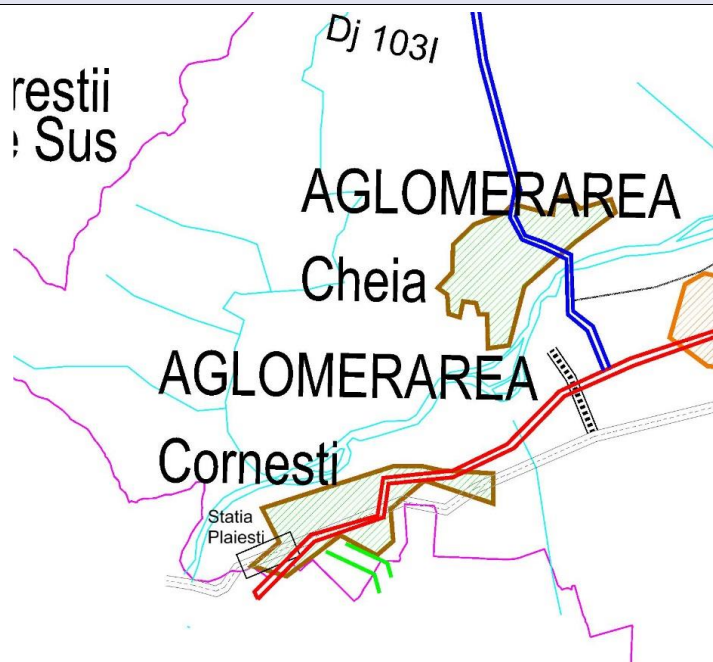 Dj 103I
restii
Sus
AGLOMERAREA
Cheia
AGLOMERAREA
Cornesti
Statia
Plaiesti